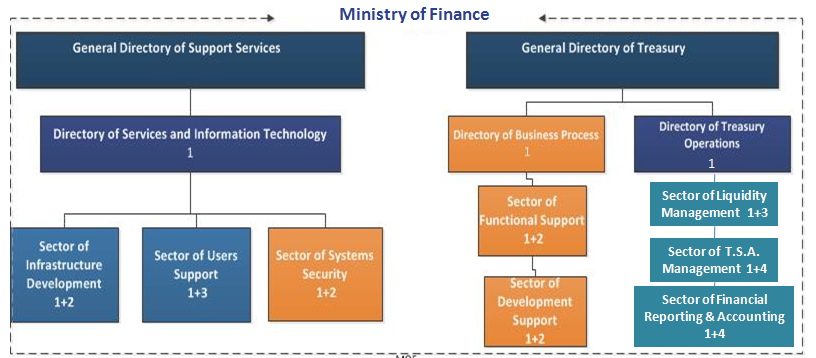 Ministry of Finance
General Directory of Support Services
General Directory of Treasury
Directory of Services and Information Technology
1
Directory of Business Process
1
Directory of Treasury
Operations
1
Sector of
Infrastructure
Development
1+2
Sector of Users
Support
1+3
Sector of Systems
Security
1+2
Sector of
Functional Support
1+2
Sector of
Development
Support
1+2
Sector of Liquidity
Management 1+3
Sector of T.S.A.
Management 1+4
Sector of Financial
Reporting & Accounting
1+4